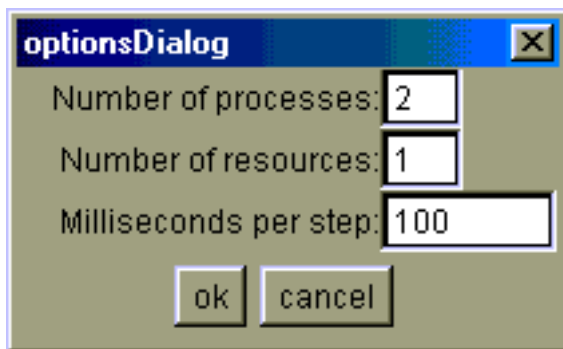 optionsDialog
Number of processes: 2
Number of resources: 1
Milliseconds per step: 100
ok cancel